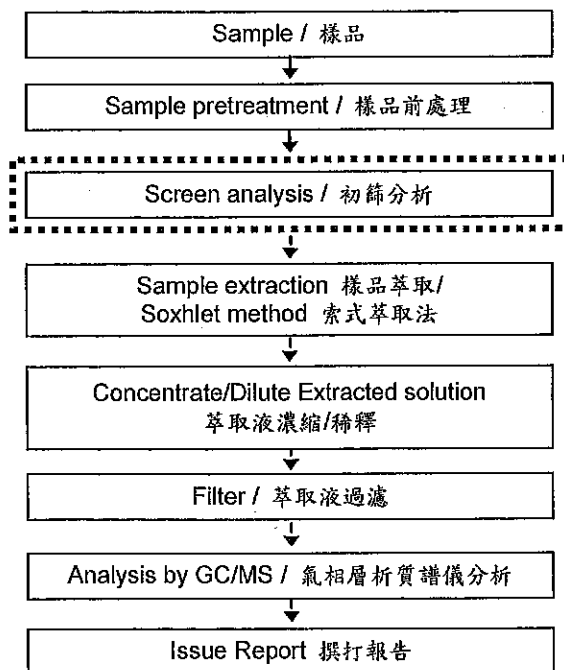 Sample / 樣品
Sample pretreatment / 樣品前處理
Screen analysis / 初篩分析
Sample extraction 樣品萃取/
Soxhlet method 索式萃取法
Concentrate/Dilute Extracted solution
萃取液濃縮/稀釋
Filter / 萃取液過濾
Analysis by GC/MS / 氣相層析質譜儀分析
Issue Report 撰打報告